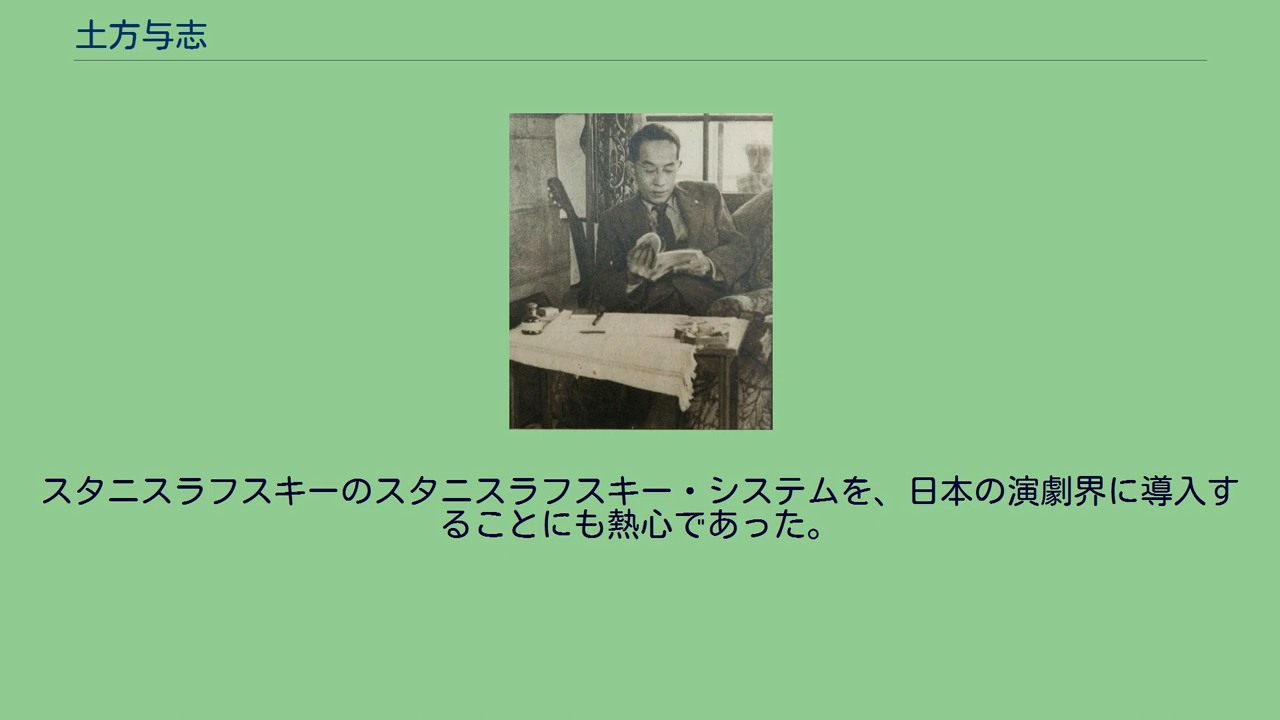 土方与志
スタニスラフスキーのスタニスラフスキー・システムを、日本の演劇界に導入す
ることにも熱心であった。